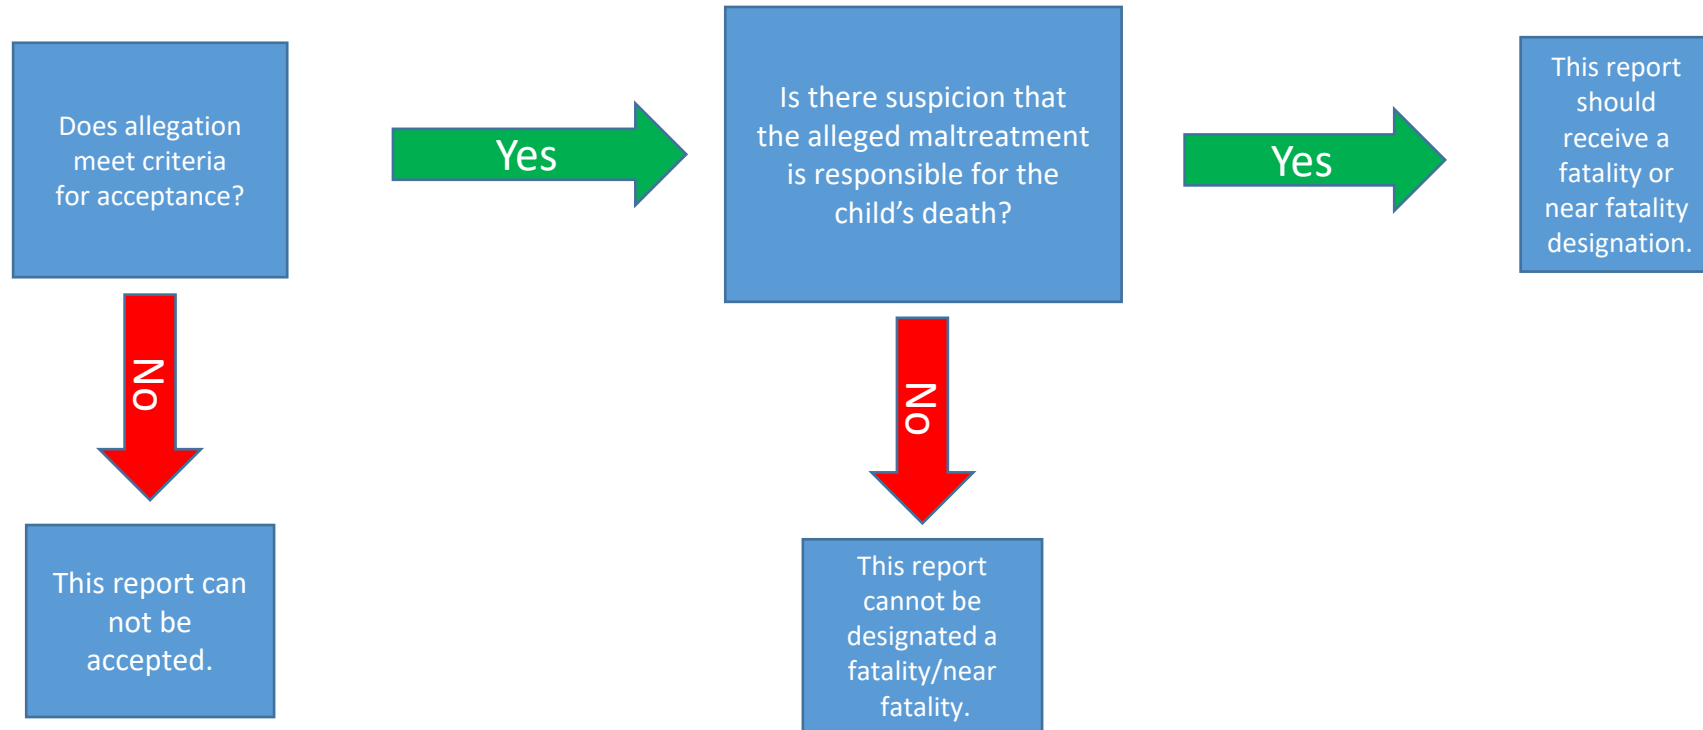 Does allegation
meet criteria
for acceptance?
Yes
Is there suspicion that
the alleged maltreatment
is responsible for the
child’s death?
Yes
This report
should
receive a
fatality or
near fatality
designation.
No
No
This report can
not be
accepted.
This report
cannot be
designated a
fatality/near
fatality.